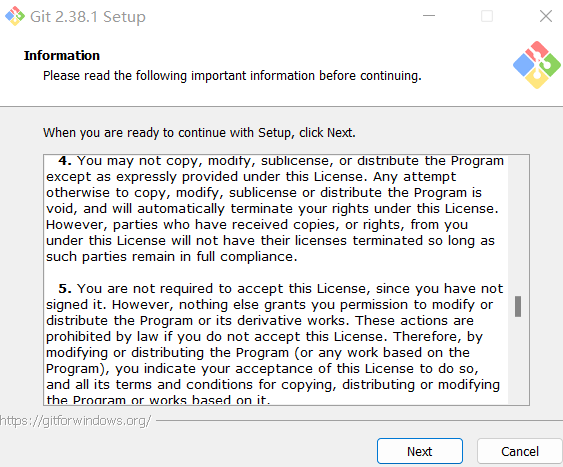 Git 2.38.1 Setup
Information
Please read the following important information before continuing.
When you are ready to continue with Setup, click Next.
4. You may not copy, modify, sublicense, or distribute the Program
except as expressly provided under this License. Any attempt
otherwise to copy, modify, sublicense or distribute the Program is
void, and will automatically terminate your rights under this License.
However, parties who have received copies, or rights, from you
under this License will not have their licenses terminated so long as
such parties remain in full compliance.
5. You are not required to accept this License, since you have not
signed it. However, nothing else grants you permission to modify or
distribute the Program or its derivative works. These actions are
prohibited by law if you do not accept this License. Therefore, by
modifying or distributing the Program (or any work based on the
Program), you indicate your acceptance of this License to do so,
and all its terms and conditions for copying, distributing or modifying
the Program or works based on it.
https://gitforwindows.org/
Next
Cancel